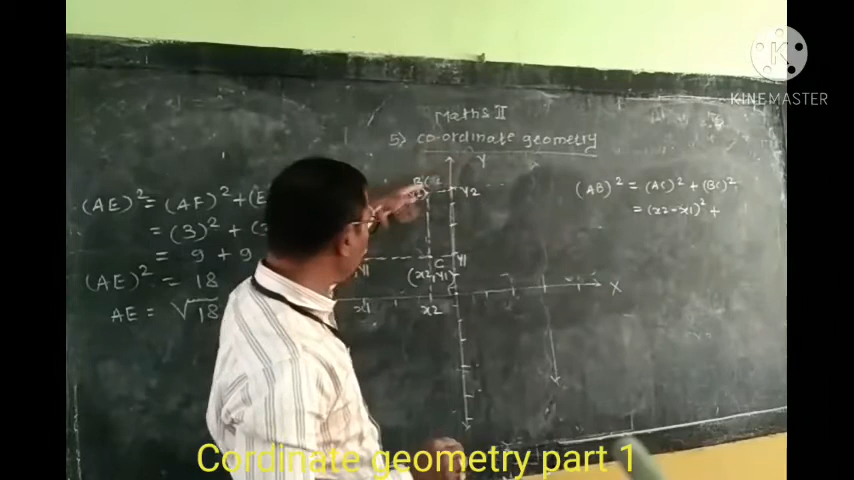 KINEMASTER
Maths II
5) co-ordinate geometry
Y
Y2
(AE)² = (AF)² + (E
= (3)² + (3
= 9 + 9
(AE)² = 18
AE = √18
(AB)² = (AC)² + (BC)²
= (x2-x1)² +
Y1
C
Y1
(x2, Y1)
X
x1
x2
Cordinate geometry part 1